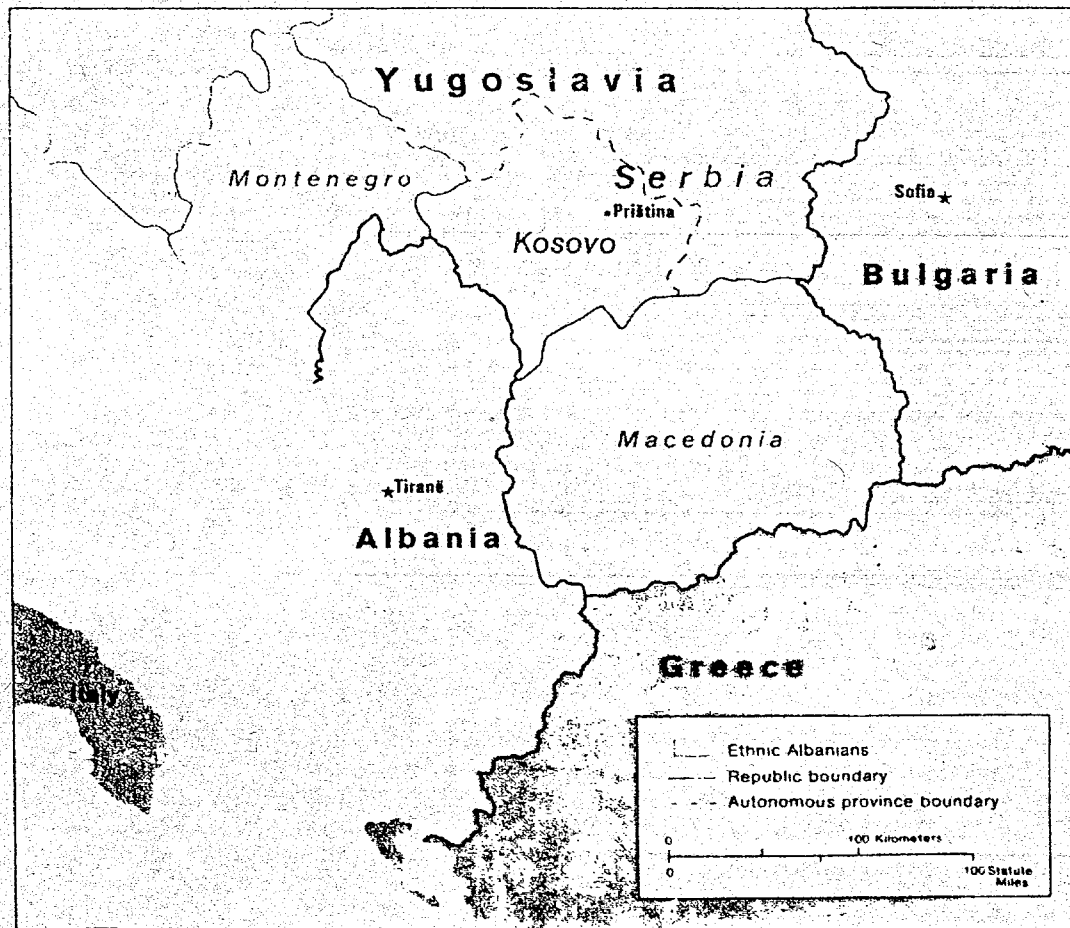 Yugoslavia
Montenegro
Serbia
Sofia
Priština
Kosovo
Bulgaria
Macedonia
Tiranë
Albania
Greece
Italy
Ethnic Albanians
Republic boundary
Autonomous province boundary
0 100 Kilometers
0 100 Statute
Miles